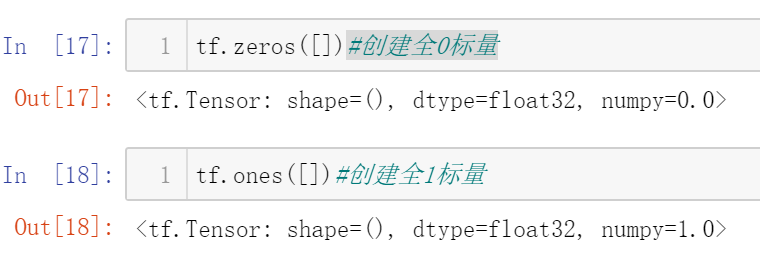 In [17]: 1 tf.zeros([])#创建全0标量
Out[17]: <tf.Tensor: shape=(), dtype=float32, numpy=0.0>
In [18]: 1 tf.ones([])#创建全1标量
Out[18]: <tf.Tensor: shape=(), dtype=float32, numpy=1.0>